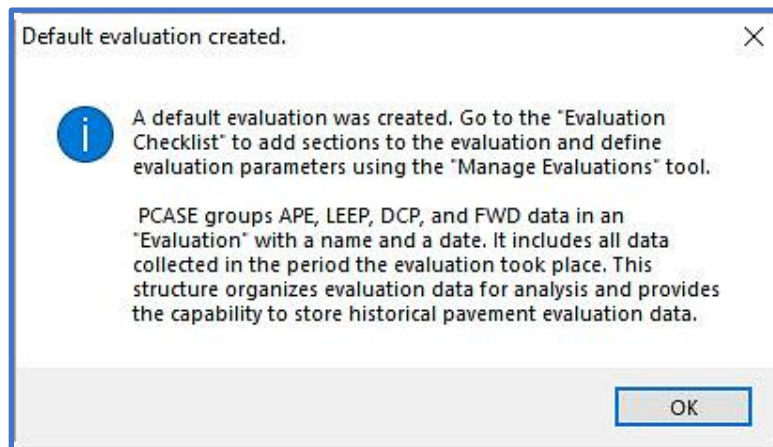 Default evaluation created.
A default evaluation was created. Go to the "Evaluation
Checklist" to add sections to the evaluation and define
evaluation parameters using the "Manage Evaluations" tool.
PCASE groups APE, LEEP, DCP, and FWD data in an
"Evaluation" with a name and a date. It includes all data
collected in the period the evaluation took place. This
structure organizes evaluation data for analysis and provides
the capability to store historical pavement evaluation data.
OK